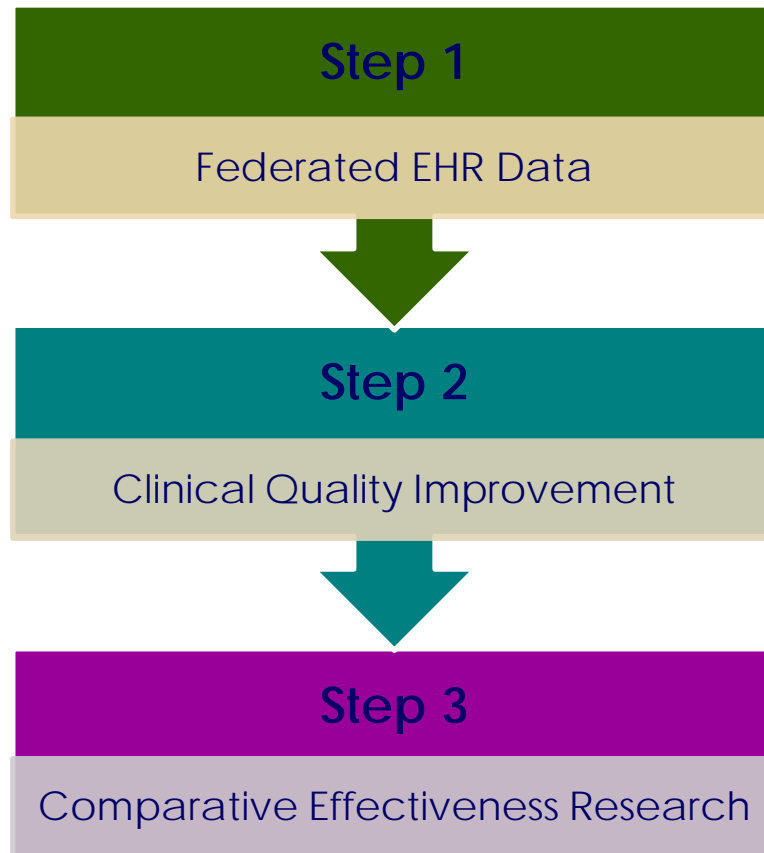 Step 1
Federated EHR Data
Step 2
Clinical Quality Improvement
Step 3
Comparative Effectiveness Research